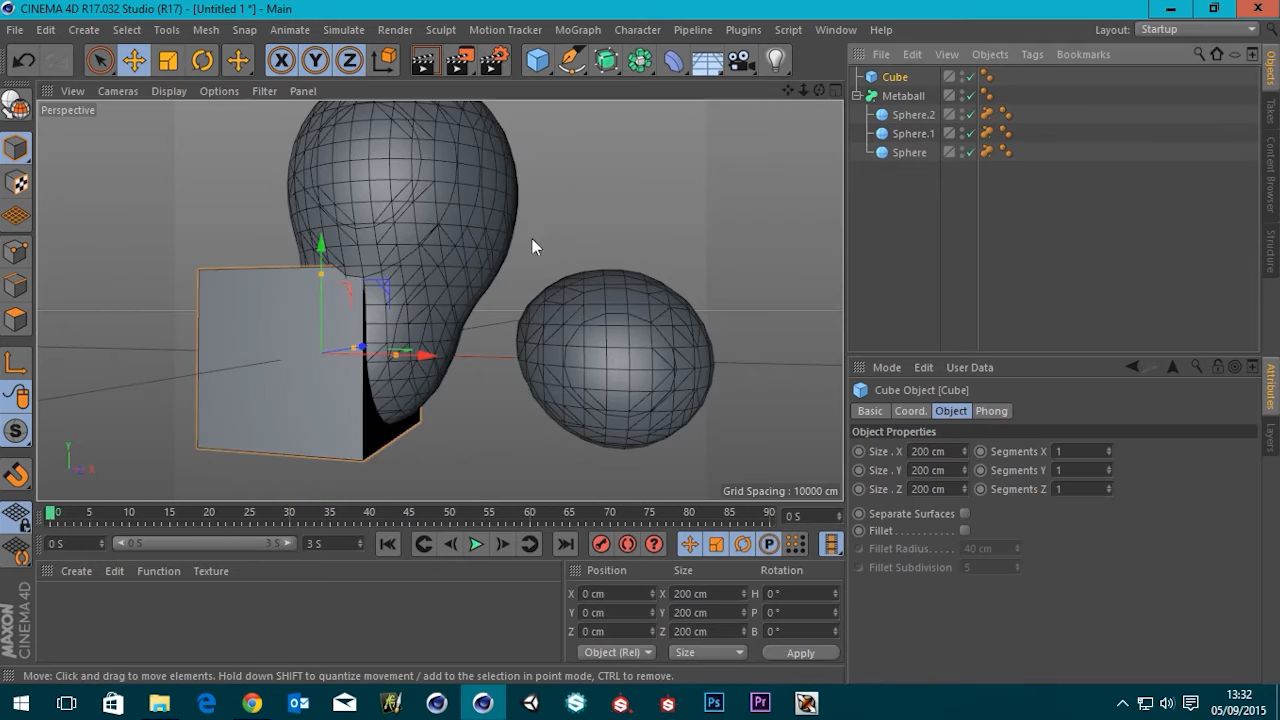 CINEMA 4D R17.032 Studio (R17) - [Untitled 1 *] - Main
File Edit Create Select Tools Mesh Snap Animate Simulate Render Sculpt Motion Tracker MoGraph Character Pipeline Plugins Script Window Help Layout: Startup
X Y Z File Edit View Objects Tags Bookmarks
View Cameras Display Options Filter Panel
Perspective
Cube
Metaball
Sphere.2
Sphere.1
Sphere
Objects
Takes
Content Browser
Structure
Mode Edit User Data
Cube Object [Cube]
Basic Coord. Object Phong
Object Properties
Size . X 200 cm Segments X 1
Size . Y 200 cm Segments Y 1
Size . Z 200 cm Segments Z 1
Separate Surfaces
Fillet
Fillet Radius. 40 cm
Fillet Subdivision 5
Attributes
Layers
S
Y
X
Grid Spacing : 10000 cm
0 5 10 15 20 25 30 35 40 45 50 55 60 65 70 75 80 85 90 0 S
0 S 0 S 3 S 3 S P
Create Edit Function Texture
Position Size Rotation
X 0 cm X 200 cm H 0 °
Y 0 cm Y 200 cm P 0 °
Z 0 cm Z 200 cm B 0 °
Object (Rel) Size Apply
MAXON CINEMA 4D
Move: Click and drag to move elements. Hold down SHIFT to quantize movement / add to the selection in point mode, CTRL to remove.
Ps Pr
13:32
05/09/2015